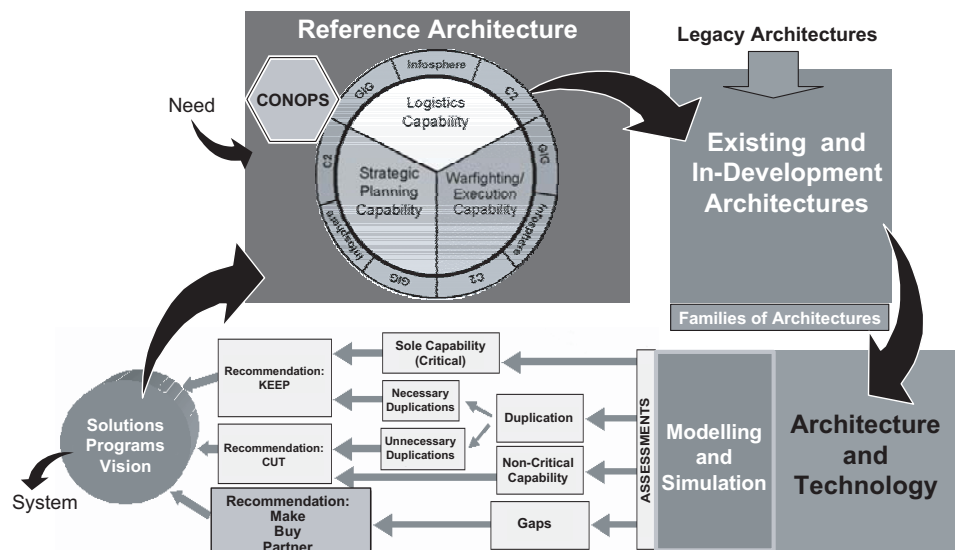 Reference Architecture
Legacy Architectures
CONOPS
Need
Infosphere
GIG
C2
Logistics
Capability
C2
GIG
Strategic
Planning
Capability
Warfighting/
Execution
Capability
Infosphere
Infosphere
GIG
C2
Existing and
In-Development
Architectures
Families of Architectures
Sole Capability
(Critical)
Recommendation:
KEEP
Necessary
Duplications
Duplication
Unnecessary
Duplications
Recommendation:
CUT
Non-Critical
Capability
Recommendation:
Make
Buy
Partner
Gaps
ASSESSMENTS
Modelling
and
Simulation
Architecture
and
Technology
Solutions
Programs
Vision
System